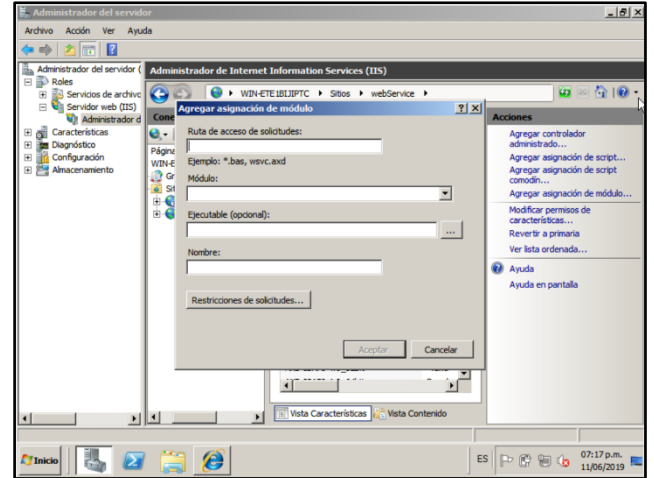 Administrador del servidor
Archivo Acción Ver Ayuda
Administrador del servidor (
Roles
Servicios de archivo
Servidor web (IIS)
Administrador d
Características
Diagnóstico
Configuración
Almacenamiento
Administrador de Internet Information Services (IIS)
WIN-ETE1BIJIPTC Sitios webService
Cone
Página
WIN-E
Gr
Sit
Agregar asignación de módulo
Ruta de acceso de solicitudes:
Ejemplo: *.bas, wsvc.axd
Módulo:
Ejecutable (opcional):
...
Nombre:
Restricciones de solicitudes...
Aceptar Cancelar
Vista Características Vista Contenido
Acciones
Agregar controlador
administrado...
Agregar asignación de script...
Agregar asignación de script
comodín...
Agregar asignación de módulo...
Modificar permisos de
características...
Revertir a primaria
Ver lista ordenada...
Ayuda
Ayuda en pantalla
Inicio
ES
07:17 p.m.
11/06/2019